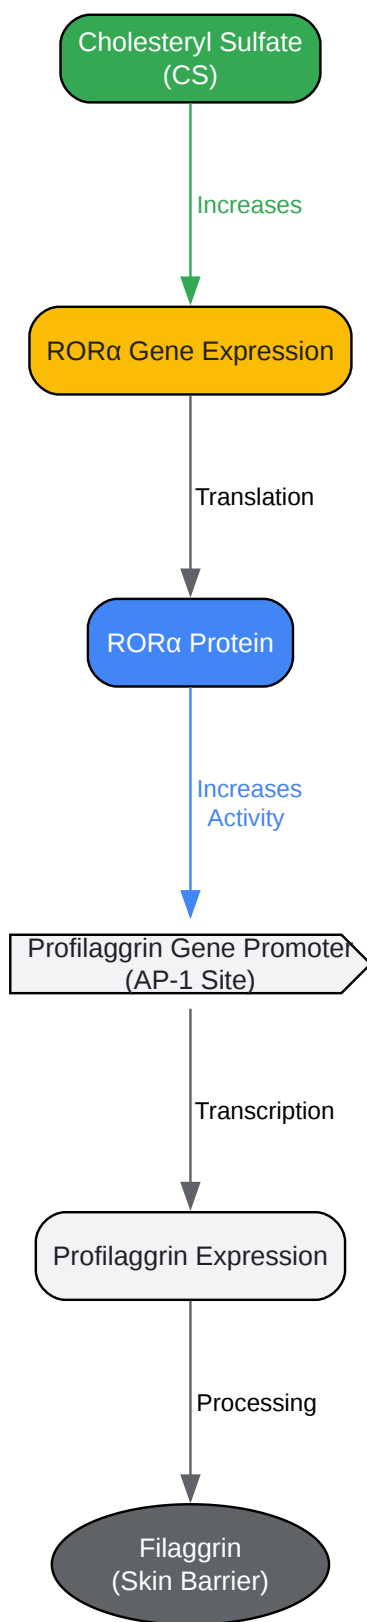 Cholesteryl Sulfate
(CS)
Increases
RORα Gene Expression
Translation
RORα Protein
Increases
Activity
Profilaggrin Gene Promoter
(AP-1 Site)
Transcription
Profilaggrin Expression
Processing
Filaggrin
(Skin Barrier)